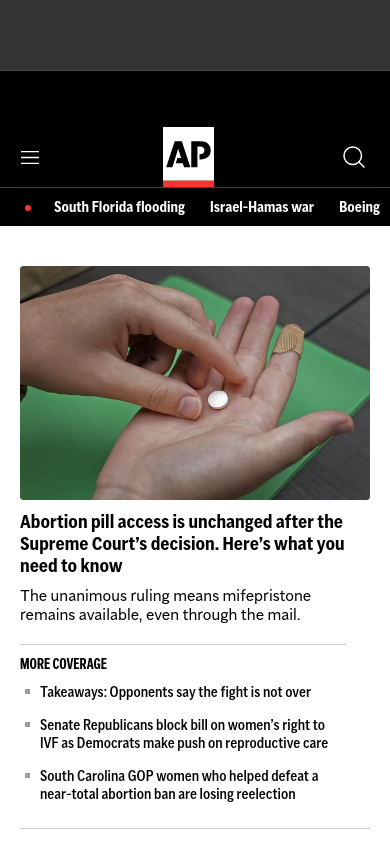 AP
South Florida flooding Israel-Hamas war Boeing
Abortion pill access is unchanged after the
Supreme Court’s decision. Here’s what you
need to know
The unanimous ruling means mifepristone
remains available, even through the mail.
MORE COVERAGE
Takeaways: Opponents say the fight is not over
Senate Republicans block bill on women’s right to
IVF as Democrats make push on reproductive care
South Carolina GOP women who helped defeat a
near-total abortion ban are losing reelection